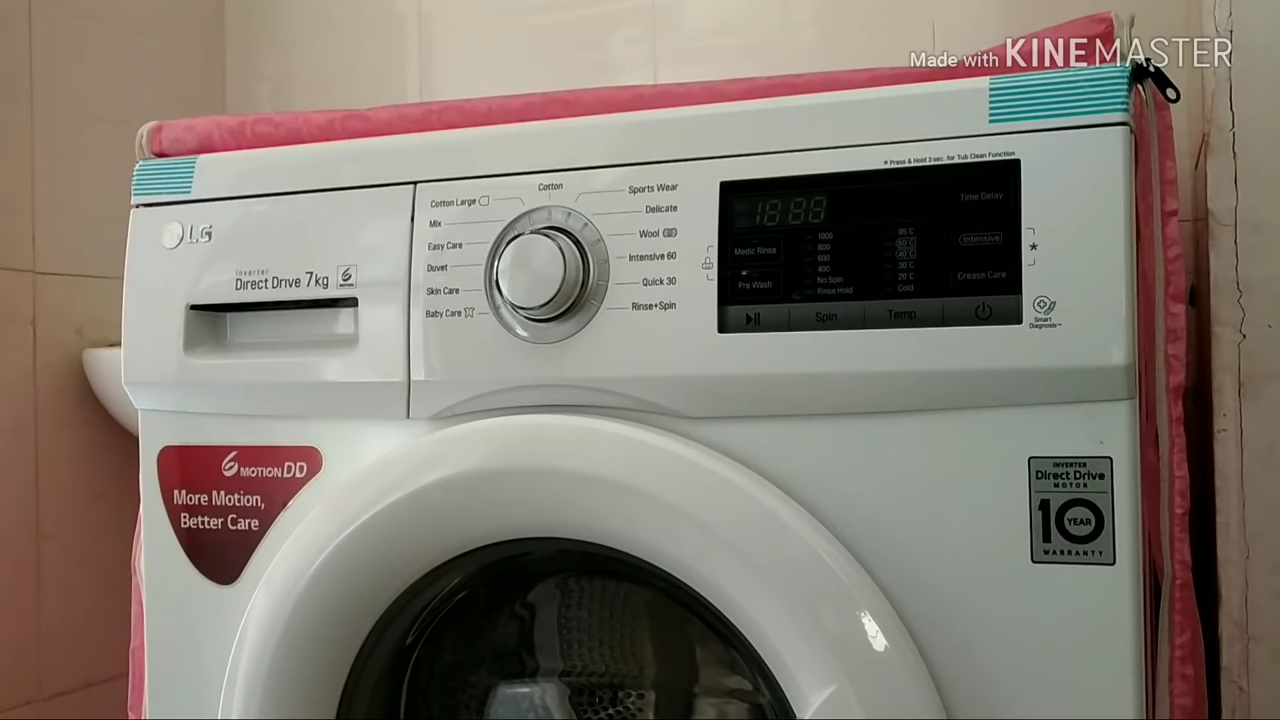 Made with KINEMASTER
* Press & Hold 3 sec. for Tub Clean Function
LG
Inverter
Direct Drive 7kg
Cotton
Cotton Large
Mix
Easy Care
Duvet
Skin Care
Baby Care
Sports Wear
Delicate
Wool
Intensive 60
Quick 30
Rinse+Spin
18:88
Medic Rinse
Pre Wash
1000
800
600
400
No Spin
Rinse Hold
95°C
60°C
40°C
30°C
20°C
Cold
Time Delay
Intensive
Crease Care
*
Spin
Temp
Smart
Diagnosis™
6 MOTION DD
More Motion,
Better Care
INVERTER
Direct Drive
MOTOR
10 YEAR
WARRANTY